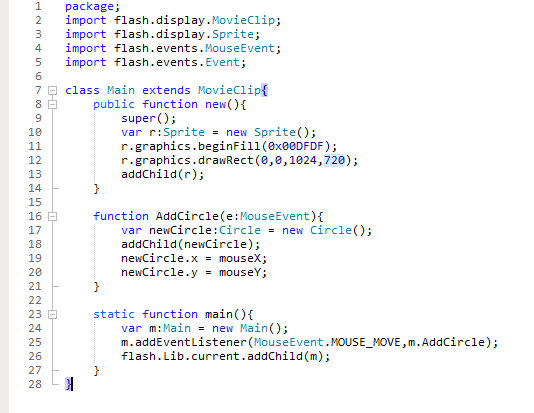 1 package;
2 import flash.display.MovieClip;
3 import flash.display.Sprite;
4 import flash.events.MouseEvent;
5 import flash.events.Event;
6
7 class Main extends MovieClip{
8     public function new(){
9         super();
10         var r:Sprite = new Sprite();
11         r.graphics.beginFill(0x00DFDF);
12         r.graphics.drawRect(0,0,1024,720);
13         addChild(r);
14     }
15
16     function AddCircle(e:MouseEvent){
17         var newCircle:Circle = new Circle();
18         addChild(newCircle);
19         newCircle.x = mouseX;
20         newCircle.y = mouseY;
21     }
22
23     static function main(){
24         var m:Main = new Main();
25         m.addEventListener(MouseEvent.MOUSE_MOVE,m.AddCircle);
26         flash.Lib.current.addChild(m);
27     }
28 }